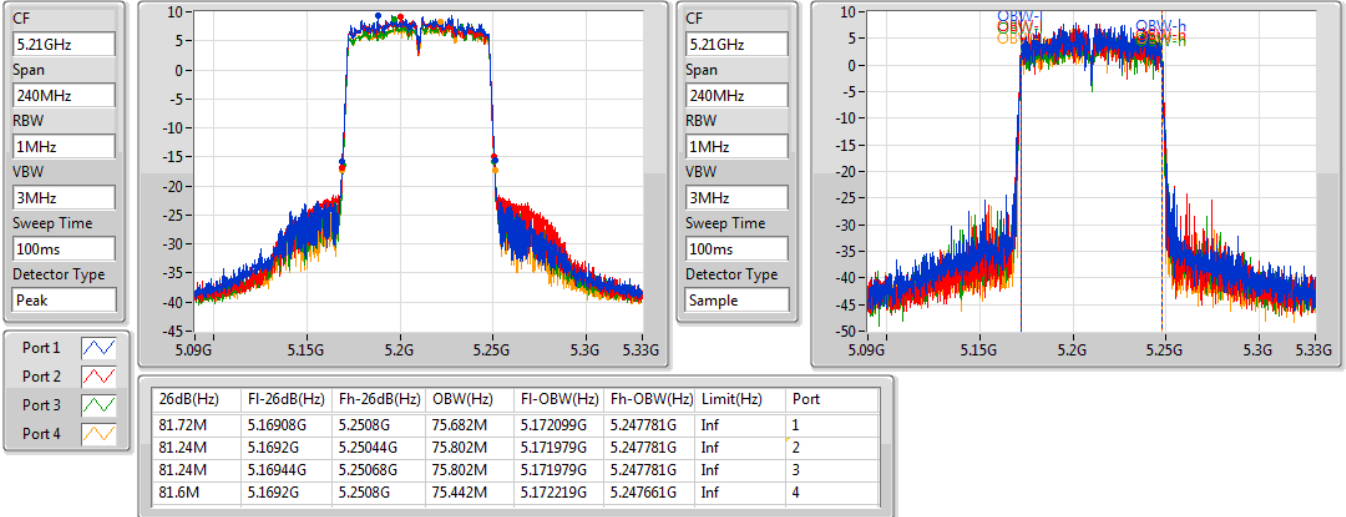 CF
5.21GHz
Span
240MHz
RBW
1MHz
VBW
3MHz
Sweep Time
100ms
Detector Type
Peak
10
5
0
-5
-10
-15
-20
-25
-30
-35
-40
-45
5.09G 5.15G 5.2G 5.25G 5.3G 5.33G
CF
5.21GHz
Span
240MHz
RBW
1MHz
VBW
3MHz
Sweep Time
100ms
Detector Type
Sample
10
5
0
-5
-10
-15
-20
-25
-30
-35
-40
-45
-50
OBW-l OBW-h
5.09G 5.15G 5.2G 5.25G 5.3G 5.33G
Port 1
Port 2
Port 3
Port 4
26dB(Hz) Fl-26dB(Hz) Fh-26dB(Hz) OBW(Hz) Fl-OBW(Hz) Fh-OBW(Hz) Limit(Hz) Port
81.72M 5.16908G 5.2508G 75.682M 5.172099G 5.247781G Inf 1
81.24M 5.1692G 5.25044G 75.802M 5.171979G 5.247781G Inf 2
81.24M 5.16944G 5.25068G 75.802M 5.171979G 5.247781G Inf 3
81.6M 5.1692G 5.2508G 75.442M 5.172219G 5.247661G Inf 4